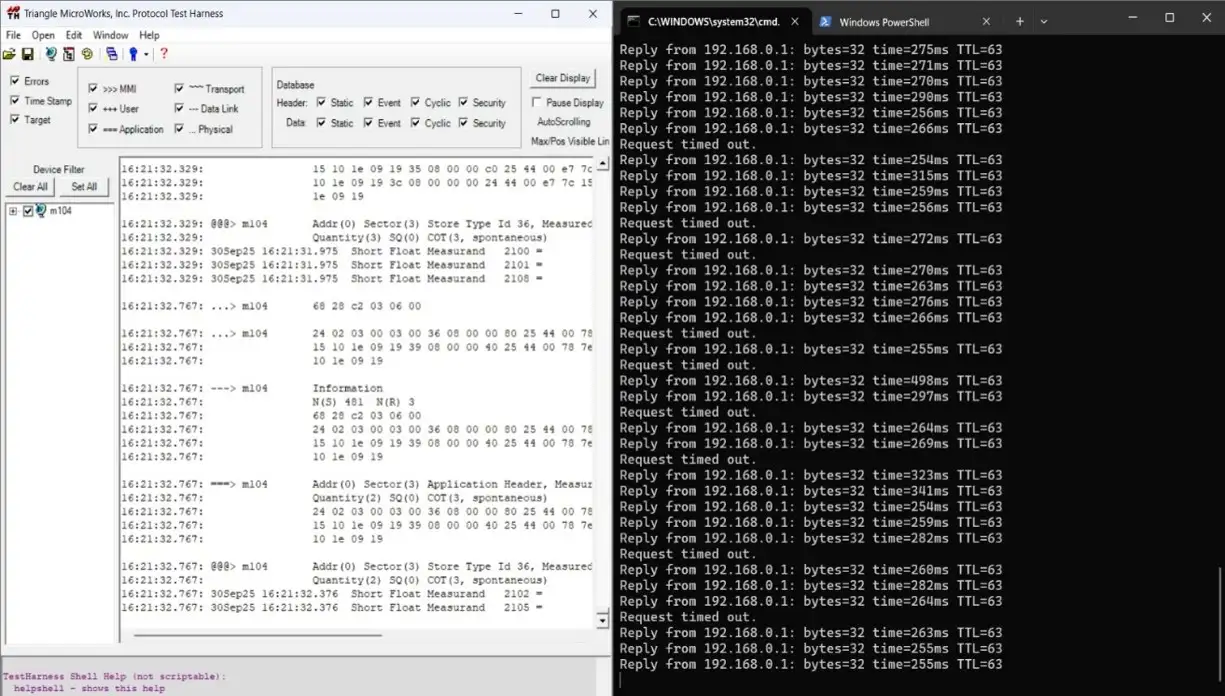 Triangle MicroWorks, Inc. Protocol Test Harness
File Open Edit Window Help
Errors
Time Stamp
Target
>>> MMI
+++ User
=== Application
~~~ Transport
--- Data Link
... Physical
Database
Header: Static Event Cyclic Security
Data: Static Event Cyclic Security
Clear Display
Pause Display
AutoScrolling
Max/Pos Visible Lin
Device Filter
Clear All Set All
m104
16:21:32.329: 15 10 1e 09 19 35 08 00 00 c0 25 44 00 e7 7c
16:21:32.329: 10 1e 09 19 3c 08 00 00 00 24 44 00 e7 7c 15
16:21:32.329: 1e 09 19
16:21:32.329: @@@> m104 Addr(0) Sector(3) Store Type Id 36, Measured
16:21:32.329: Quantity(3) SQ(0) COT(3, spontaneous)
16:21:32.329: 30Sep25 16:21:31.975 Short Float Measurand 2100 =
16:21:32.329: 30Sep25 16:21:31.975 Short Float Measurand 2101 =
16:21:32.329: 30Sep25 16:21:31.975 Short Float Measurand 2108 =
16:21:32.767: ...> m104 68 28 c2 03 06 00
16:21:32.767: ...> m104 24 02 03 00 03 00 36 08 00 00 80 25 44 00 78
16:21:32.767: 15 10 1e 09 19 39 08 00 00 40 25 44 00 78 7e
16:21:32.767: 10 1e 09 19
16:21:32.767: ---> m104 Information
16:21:32.767: N(S) 481 N(R) 3
16:21:32.767: 68 28 c2 03 06 00
16:21:32.767: 24 02 03 00 03 00 36 08 00 00 80 25 44 00 78
16:21:32.767: 15 10 1e 09 19 39 08 00 00 40 25 44 00 78 7e
16:21:32.767: 10 1e 09 19
16:21:32.767: ===> m104 Addr(0) Sector(3) Application Header, Measur
16:21:32.767: Quantity(2) SQ(0) COT(3, spontaneous)
16:21:32.767: 24 02 03 00 03 00 36 08 00 00 80 25 44 00 78
16:21:32.767: 15 10 1e 09 19 39 08 00 00 40 25 44 00 78 7e
16:21:32.767: 10 1e 09 19
16:21:32.767: @@@> m104 Addr(0) Sector(3) Store Type Id 36, Measured
16:21:32.767: Quantity(2) SQ(0) COT(3, spontaneous)
16:21:32.767: 30Sep25 16:21:32.376 Short Float Measurand 2102 =
16:21:32.767: 30Sep25 16:21:32.376 Short Float Measurand 2105 =
TestHarness Shell Help (not scriptable):
helpshell - shows this help
C:\WINDOWS\system32\cmd. Windows PowerShell
Reply from 192.168.0.1: bytes=32 time=275ms TTL=63
Reply from 192.168.0.1: bytes=32 time=271ms TTL=63
Reply from 192.168.0.1: bytes=32 time=270ms TTL=63
Reply from 192.168.0.1: bytes=32 time=290ms TTL=63
Reply from 192.168.0.1: bytes=32 time=256ms TTL=63
Reply from 192.168.0.1: bytes=32 time=266ms TTL=63
Request timed out.
Reply from 192.168.0.1: bytes=32 time=254ms TTL=63
Reply from 192.168.0.1: bytes=32 time=315ms TTL=63
Reply from 192.168.0.1: bytes=32 time=259ms TTL=63
Reply from 192.168.0.1: bytes=32 time=256ms TTL=63
Request timed out.
Reply from 192.168.0.1: bytes=32 time=272ms TTL=63
Request timed out.
Reply from 192.168.0.1: bytes=32 time=270ms TTL=63
Reply from 192.168.0.1: bytes=32 time=263ms TTL=63
Reply from 192.168.0.1: bytes=32 time=276ms TTL=63
Reply from 192.168.0.1: bytes=32 time=266ms TTL=63
Request timed out.
Reply from 192.168.0.1: bytes=32 time=255ms TTL=63
Request timed out.
Reply from 192.168.0.1: bytes=32 time=498ms TTL=63
Reply from 192.168.0.1: bytes=32 time=297ms TTL=63
Request timed out.
Reply from 192.168.0.1: bytes=32 time=264ms TTL=63
Reply from 192.168.0.1: bytes=32 time=269ms TTL=63
Request timed out.
Reply from 192.168.0.1: bytes=32 time=323ms TTL=63
Reply from 192.168.0.1: bytes=32 time=341ms TTL=63
Reply from 192.168.0.1: bytes=32 time=254ms TTL=63
Reply from 192.168.0.1: bytes=32 time=259ms TTL=63
Reply from 192.168.0.1: bytes=32 time=282ms TTL=63
Request timed out.
Reply from 192.168.0.1: bytes=32 time=260ms TTL=63
Reply from 192.168.0.1: bytes=32 time=282ms TTL=63
Reply from 192.168.0.1: bytes=32 time=264ms TTL=63
Request timed out.
Reply from 192.168.0.1: bytes=32 time=263ms TTL=63
Reply from 192.168.0.1: bytes=32 time=255ms TTL=63
Reply from 192.168.0.1: bytes=32 time=255ms TTL=63